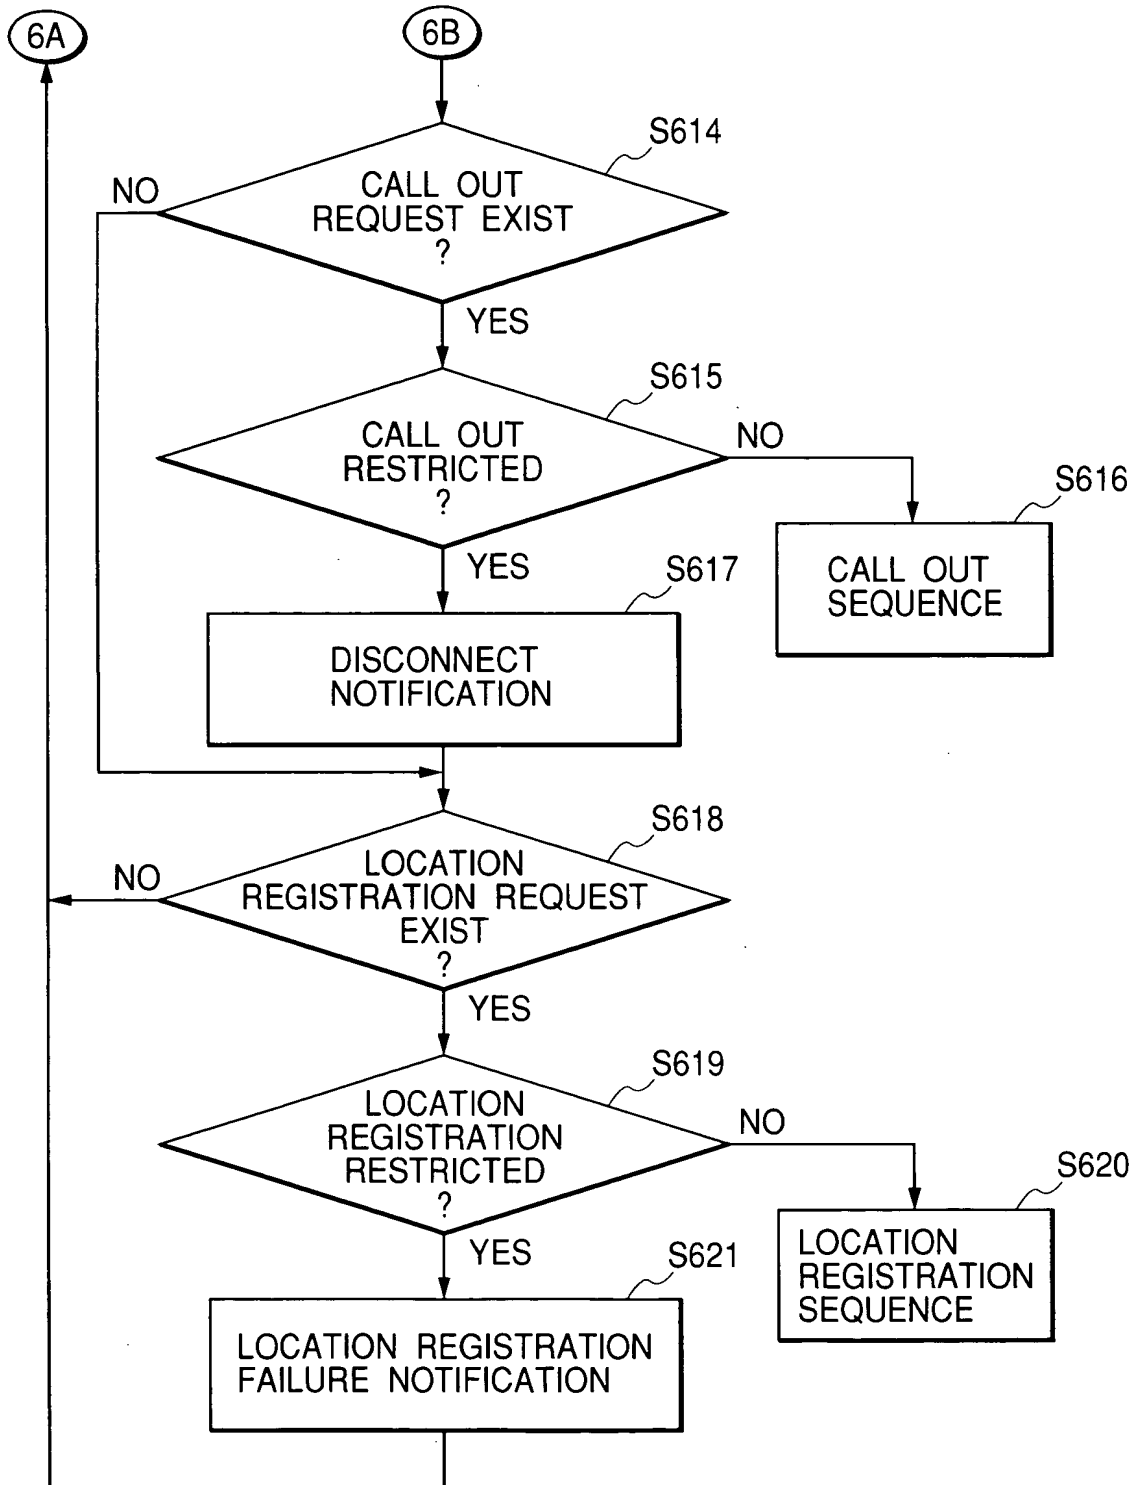 6A
6B
S614
NO
CALL OUT
REQUEST EXIST
?
YES
S615
CALL OUT
RESTRICTED
?
NO
S616
YES
CALL OUT
SEQUENCE
S617
DISCONNECT
NOTIFICATION
S618
NO
LOCATION
REGISTRATION REQUEST
EXIST
?
YES
S619
LOCATION
REGISTRATION
RESTRICTED
?
NO
S620
YES
LOCATION
REGISTRATION
SEQUENCE
S621
LOCATION REGISTRATION
FAILURE NOTIFICATION